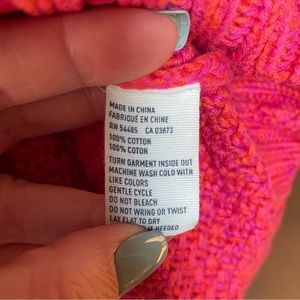 MADE IN CHINA
FABRIQUE EN CHINE
RN 54485 CA 03873
100% COTTON
100% COTON
TURN GARMENT INSIDE OUT
MACHINE WASH COLD WITH
LIKE COLORS
GENTLE CYCLE
DO NOT BLEACH
DO NOT WRING OR TWIST
LAY FLAT TO DRY
IF NEEDED